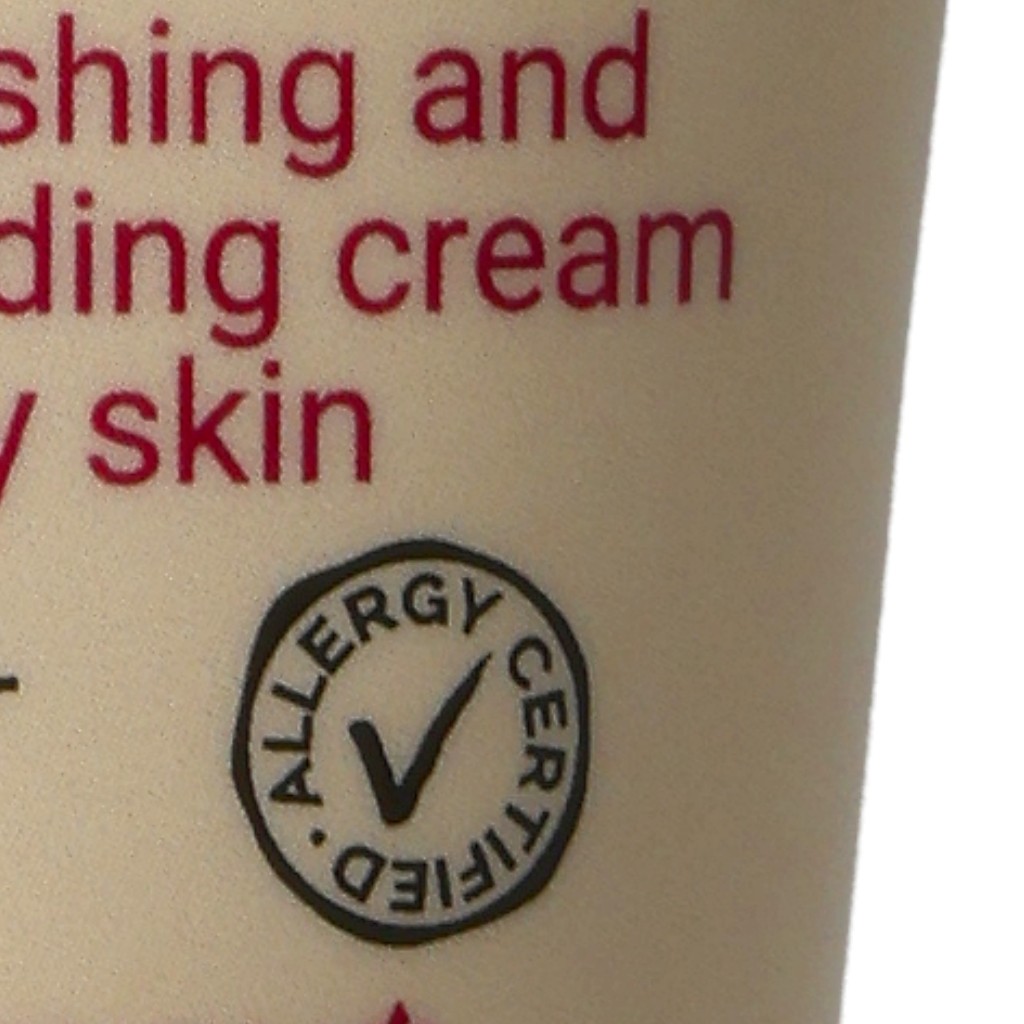 shing and
ding cream
y skin
ALLERGY CERTIFIED ·